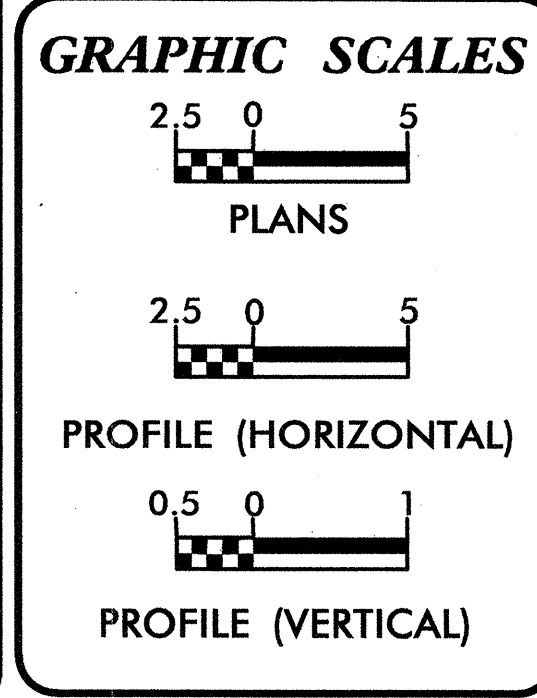 GRAPHIC SCALES
2.5 0 5
PLANS
2.5 0 5
PROFILE (HORIZONTAL)
0.5 0 1
PROFILE (VERTICAL)